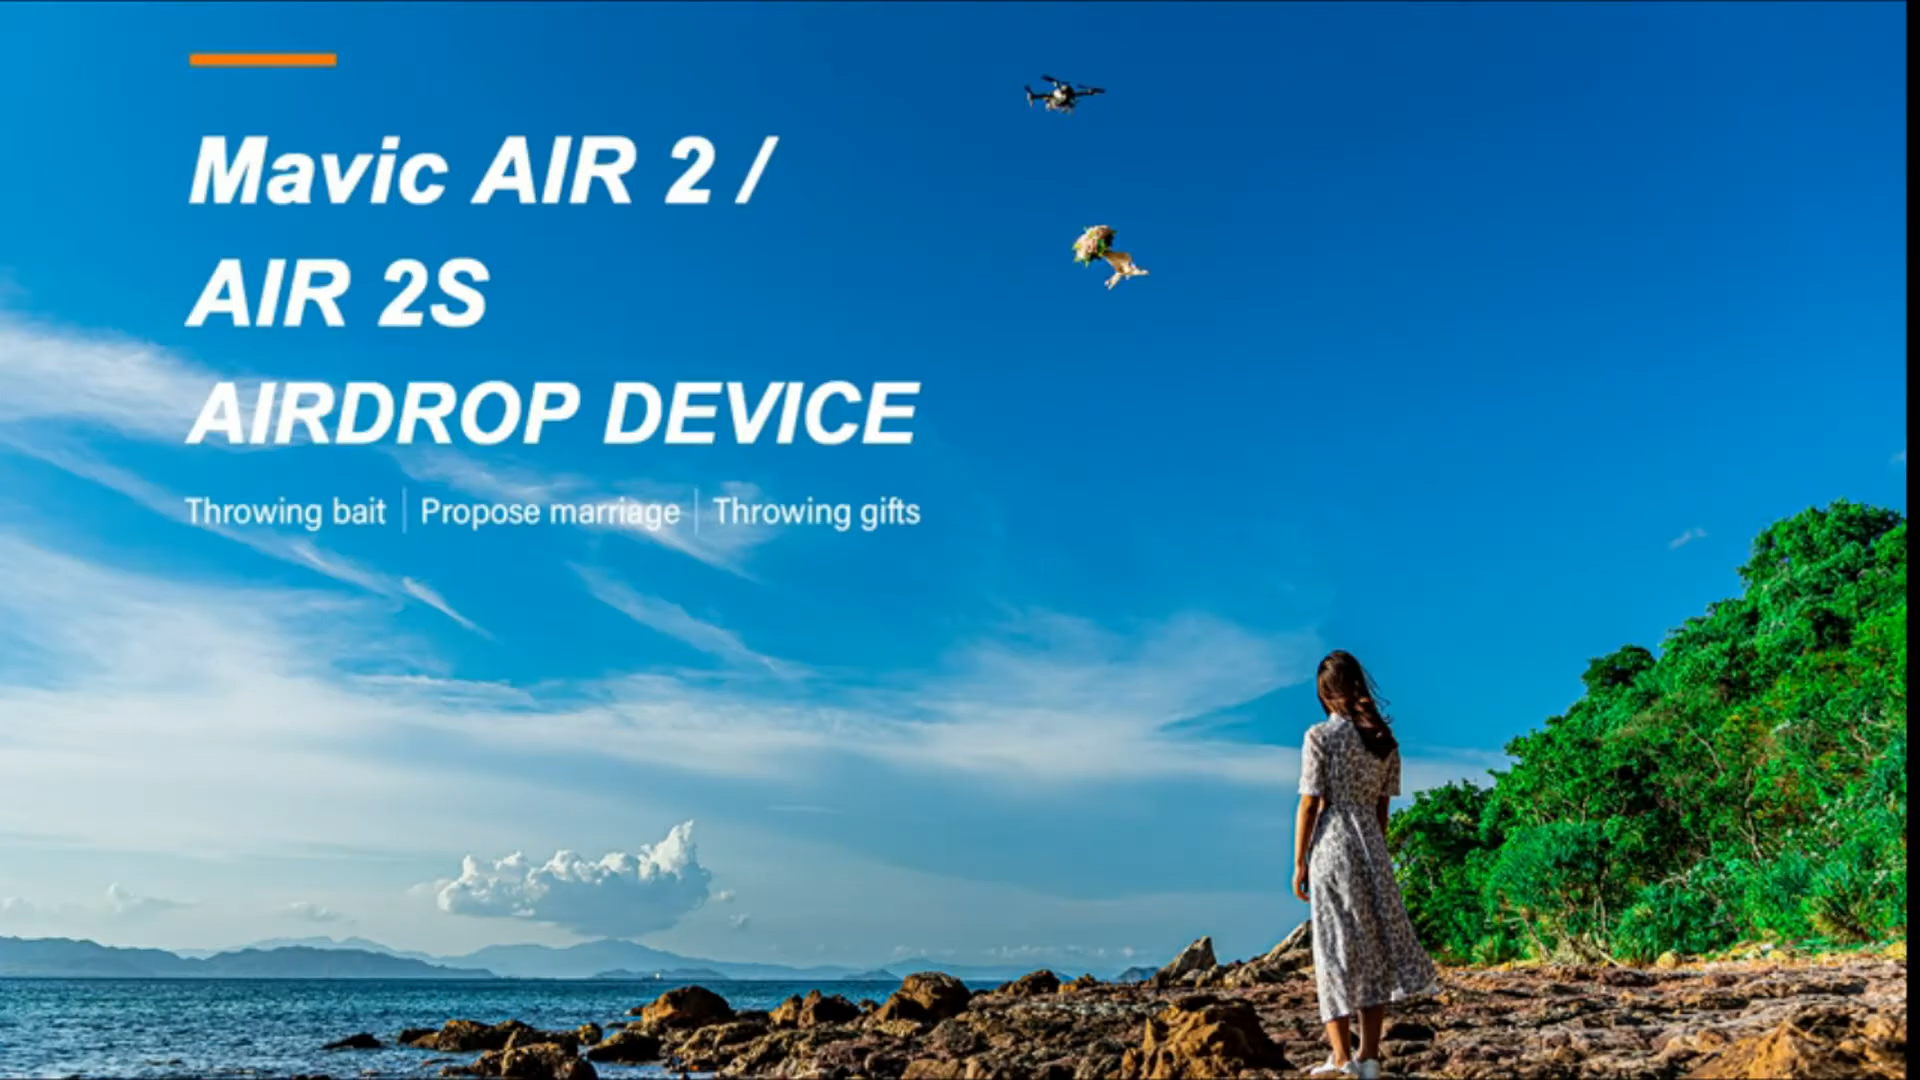 Mavic AIR 2 /
AIR 2S
AIRDROP DEVICE
Throwing bait | Propose marriage | Throwing gifts